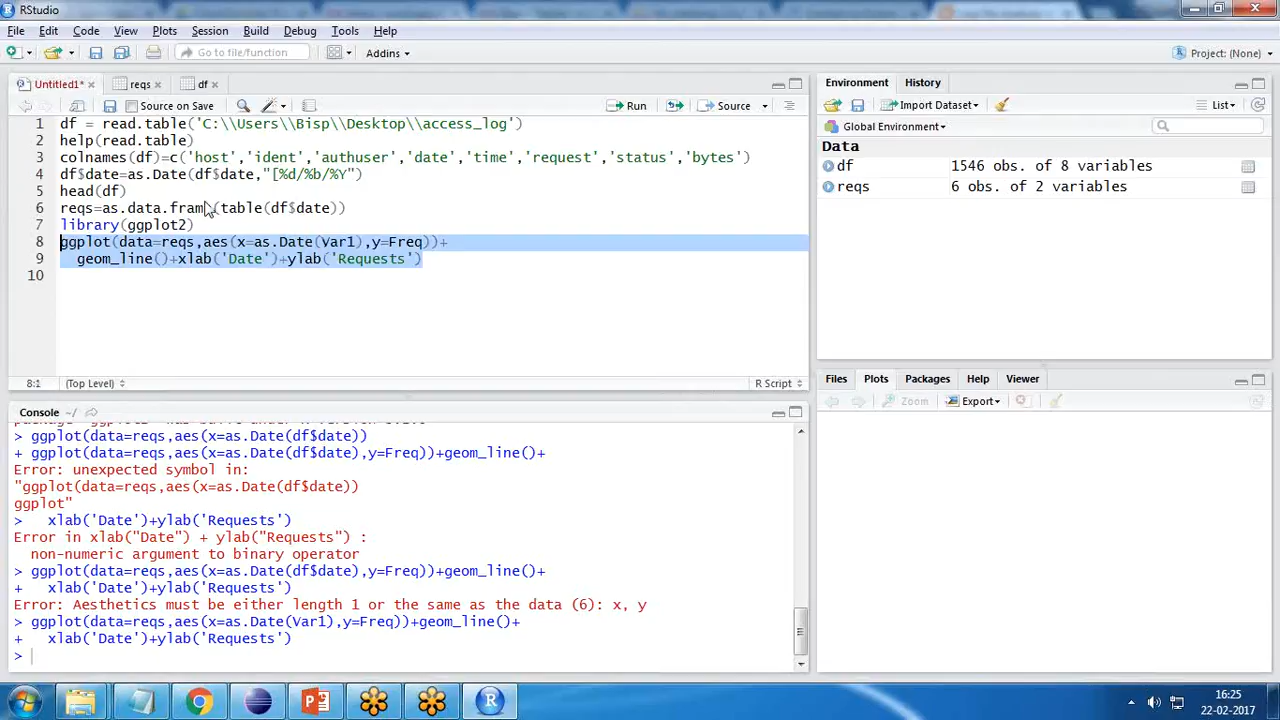 RStudio
File Edit Code View Plots Session Build Debug Tools Help
Go to file/function Addins Project: (None)
Untitled1* reqs df
Source on Save Run Source
1 df = read.table('C:\\Users\\Bisp\\Desktop\\access_log')
2 help(read.table)
3 colnames(df)=c('host','ident','authuser','date','time','request','status','bytes')
4 df$date=as.Date(df$date,"[%d/%b/%Y")
5 head(df)
6 reqs=as.data.fram (table(df$date))
7 library(ggplot2)
8 ggplot(data=reqs,aes(x=as.Date(Var1),y=Freq))+
9 geom_line()+xlab('Date')+ylab('Requests')
10
8:1 (Top Level) R Script
Console ~/
> ggplot(data=reqs,aes(x=as.Date(df$date))
+ ggplot(data=reqs,aes(x=as.Date(df$date),y=Freq))+geom_line()+
Error: unexpected symbol in:
"ggplot(data=reqs,aes(x=as.Date(df$date))
ggplot"
> xlab('Date')+ylab('Requests')
Error in xlab("Date") + ylab("Requests") :
non-numeric argument to binary operator
> ggplot(data=reqs,aes(x=as.Date(df$date),y=Freq))+geom_line()+
+ xlab('Date')+ylab('Requests')
Error: Aesthetics must be either length 1 or the same as the data (6): x, y
> ggplot(data=reqs,aes(x=as.Date(Var1),y=Freq))+geom_line()+
+ xlab('Date')+ylab('Requests')
>
Environment History
Import Dataset List
Global Environment
Data
df 1546 obs. of 8 variables
reqs 6 obs. of 2 variables
Files Plots Packages Help Viewer
Zoom Export
16:25
22-02-2017